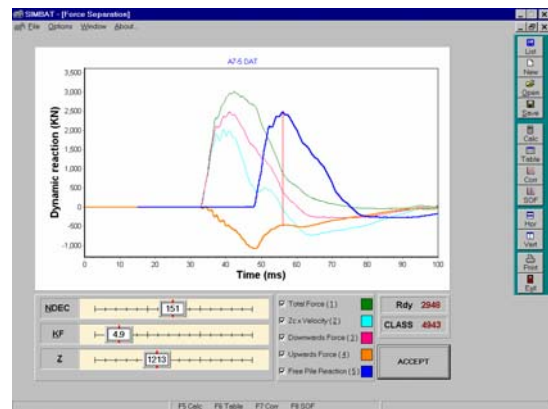 SIMBAT - [Force Separation]
File Options Window About...
A7-5 DAT
Dynamic reaction (KN)
3,500
3,000
2,500
2,000
1,500
1,000
500
0
-500
-1,000
0 10 20 30 40 50 60 70 80 90 100
Time (ms)
List
New
Open
Save
Calc
Table
Corr
SOF
Hor
Vert
Print
Exit
NDEC 151
KF 4.9
Z 1213
Total Force (1)
Zc x Velocity (2)
Downwards Force (3)
Upwards Force (4)
Free Pile Reaction (5)
Rdy 2948
CLASS 4943
ACCEPT
F5 Calc F6 Table F7 Corr F8 SOF